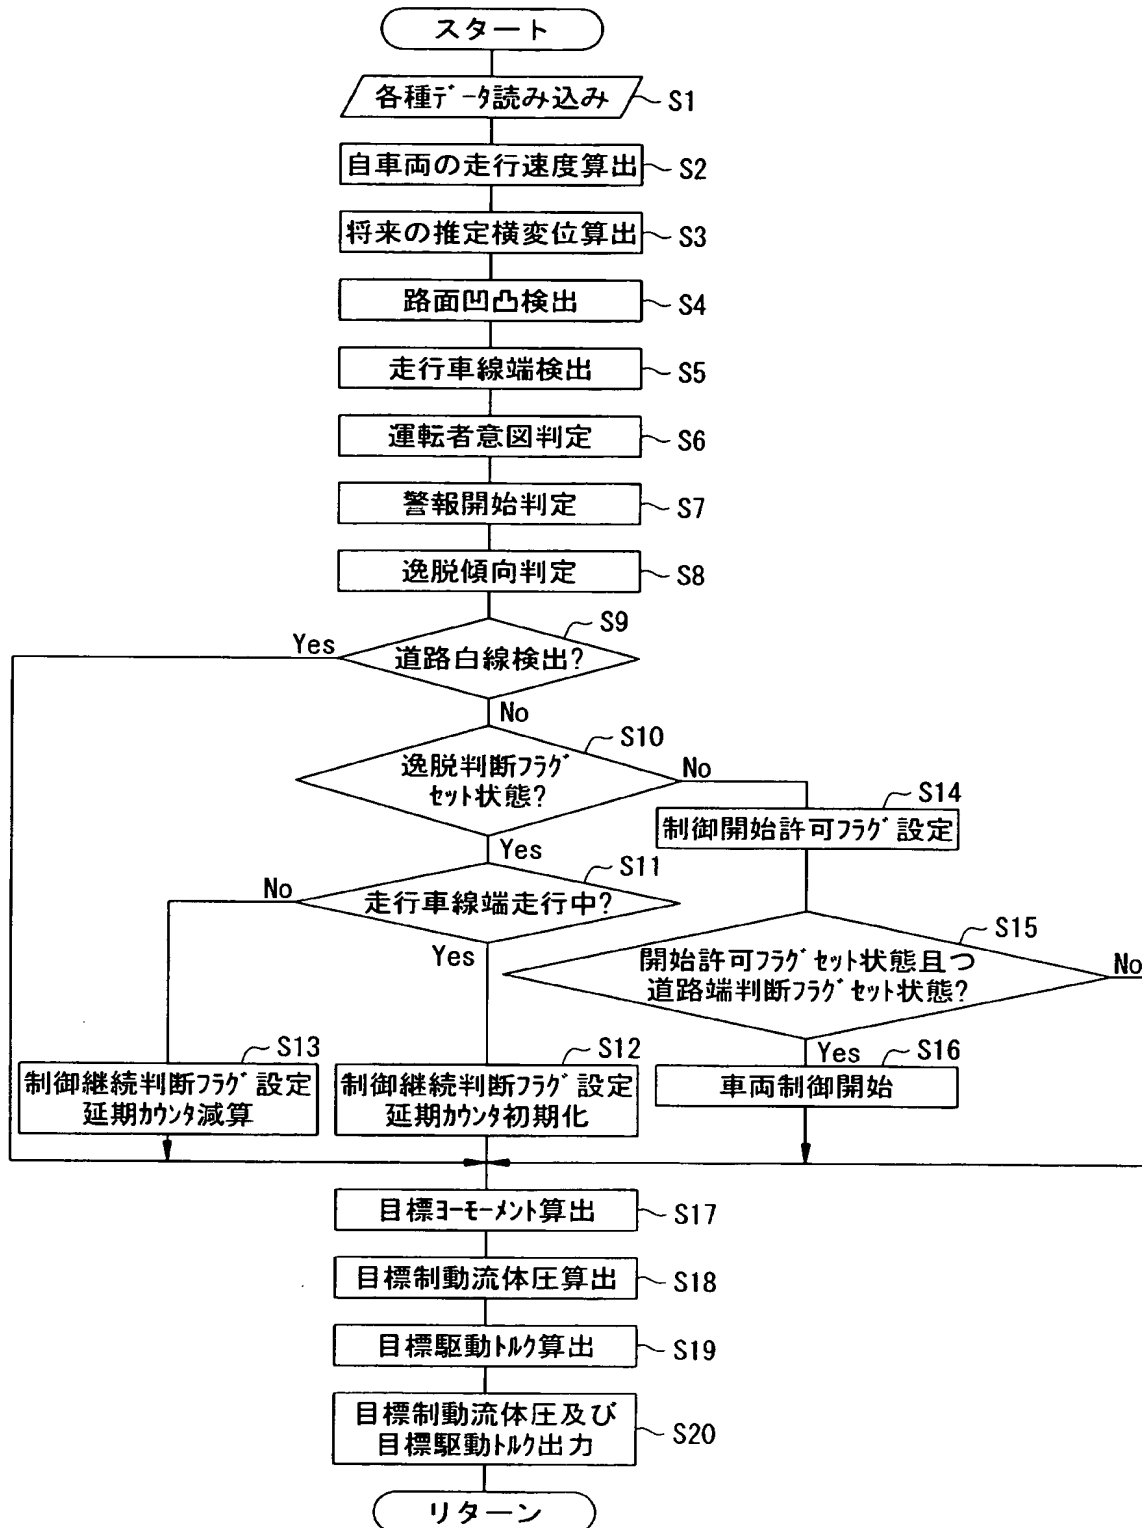 スタート
各種データ読み込み
S1
自車両の走行速度算出
S2
将来の推定横変位算出
S3
路面凹凸検出
S4
走行車線端検出
S5
運転者意図判定
S6
警報開始判定
S7
逸脱傾向判定
S8
道路白線検出?
S9
Yes
No
逸脱判断フラグ
セット状態?
S10
No
Yes
制御開始許可フラグ設定
S14
走行車線端走行中?
S11
No
Yes
開始許可フラグセット状態且つ
道路端判断フラグセット状態?
S15
No
Yes
制御継続判断フラグ設定
延期カウンタ減算
S13
制御継続判断フラグ設定
延期カウンタ初期化
S12
車両制御開始
S16
目標ヨーモーメント算出
S17
目標制動流体圧算出
S18
目標駆動トルク算出
S19
目標制動流体圧及び
目標駆動トルク出力
S20
リターン